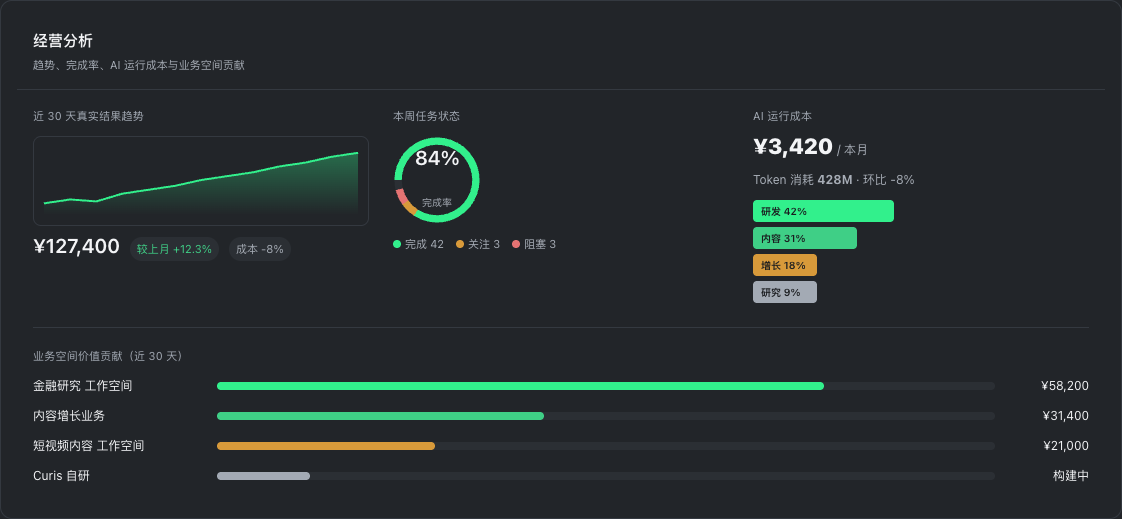 经营分析
趋势、完成率、AI 运行成本与业务空间贡献
近 30 天真实结果趋势
¥127,400 较上月 +12.3% 成本 -8%
本周任务状态
84%
完成率
完成 42 关注 3 阻塞 3
AI 运行成本
¥3,420 / 本月
Token 消耗 428M · 环比 -8%
研发 42%
内容 31%
增长 18%
研究 9%
业务空间价值贡献（近 30 天）
金融研究 工作空间 ¥58,200
内容增长业务 ¥31,400
短视频内容 工作空间 ¥21,000
Curis 自研 构建中